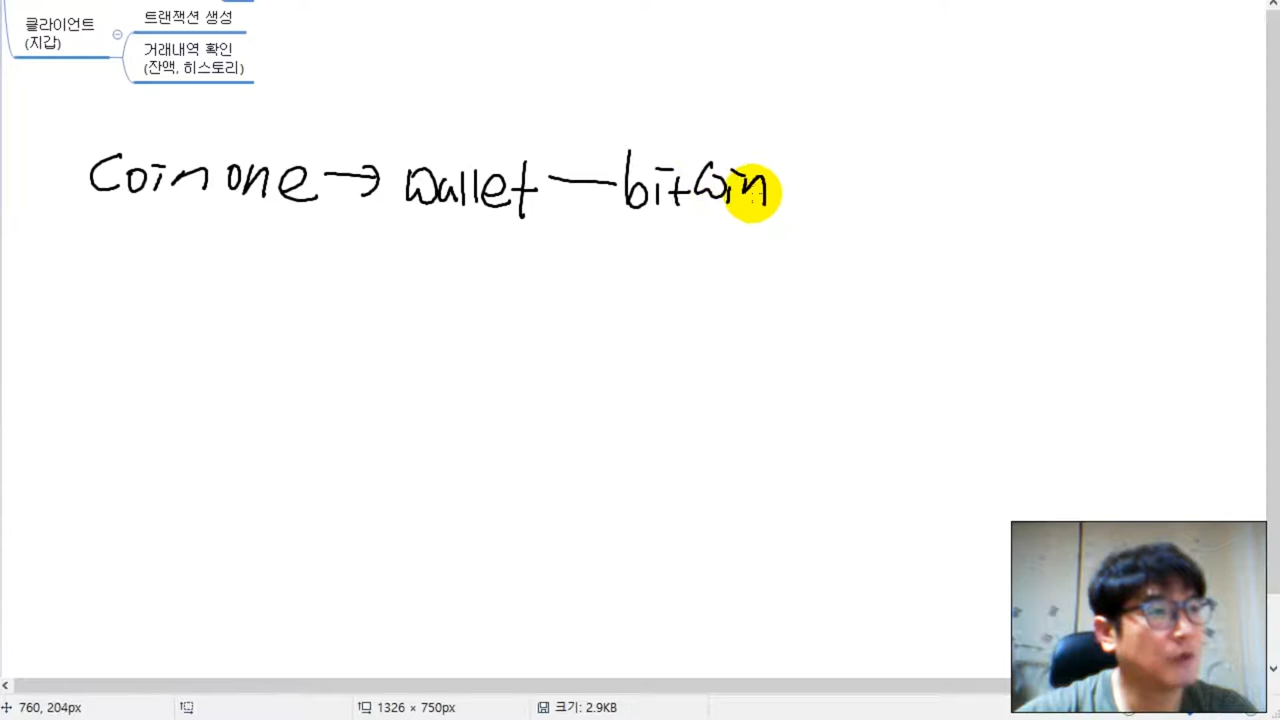 트랜잭션 생성
클라이언트
(지갑)
거래내역 확인
(잔액, 히스토리)
Coinone → wallet — bitcoin
760, 204px
1326 × 750px
크기: 2.9KB